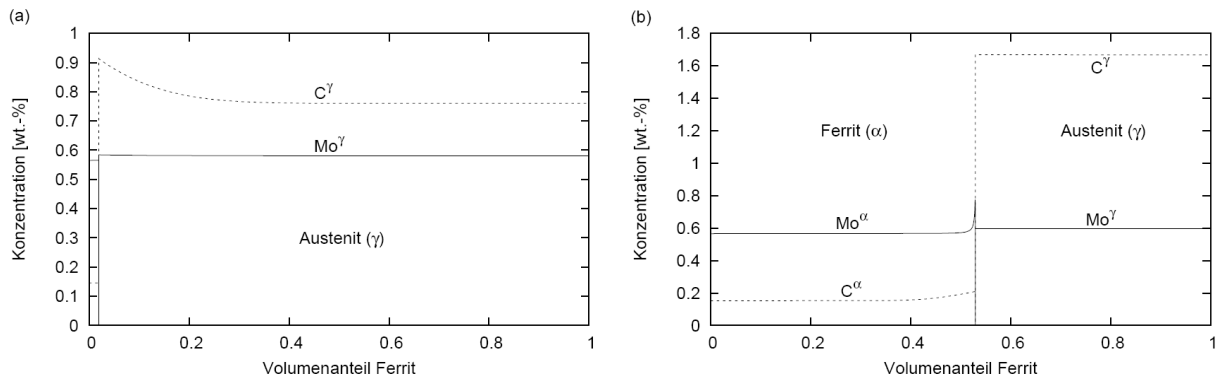 (a)
Konzentration [wt.-%]
1
0.9
0.8
0.7
0.6
0.5
0.4
0.3
0.2
0.1
0
C^γ
Mo^γ
Austenit (γ)
0 0.2 0.4 0.6 0.8 1
Volumenanteil Ferrit
(b)
Konzentration [wt.-%]
1.8
1.6
1.4
1.2
1
0.8
0.6
0.4
0.2
0
C^γ
Ferrit (α) Austenit (γ)
Mo^α Mo^γ
C^α
0 0.2 0.4 0.6 0.8 1
Volumenanteil Ferrit